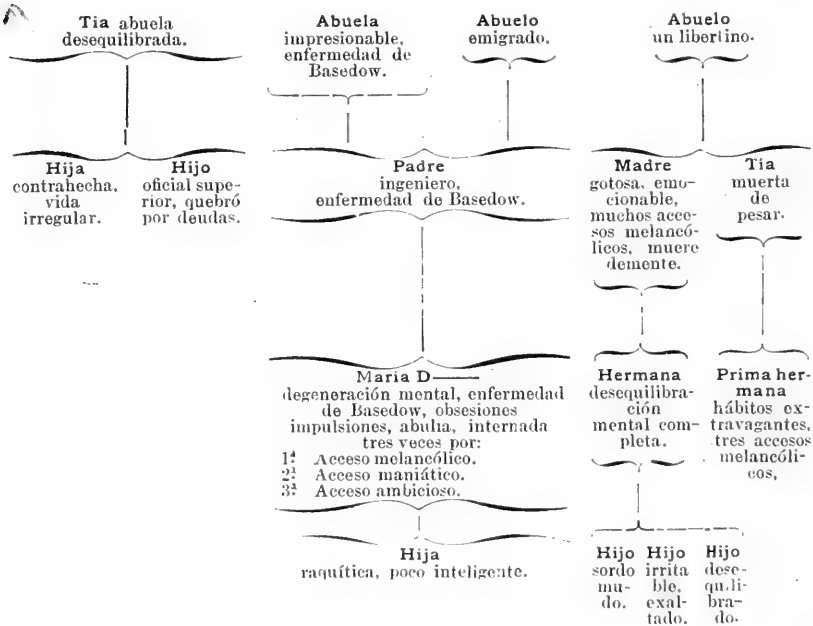 Tia abuela
desequilibrada.
Abuela
impresionable,
enfermedad de
Basedow.
Abuelo
emigrado.
Abuelo
un libertino.
Hija
contrahecha,
vida
irregular.
Hijo
oficial supe-
rior, quebró
por deudas.
Padre
ingeniero,
enfermedad de Basedow.
Madre
gotosa, emo-
cionable,
muchos acce-
sos melancó-
licos, muere
demente.
Tía
muerta
de
pesar.
Maria D——
degeneración mental, enfermedad
de Basedow, obsesiones
impulsiones, abulia, internada
tres veces por:
1.ª Acceso melancólico.
2.ª Acceso maniático.
3.ª Acceso ambicioso.
Hermana
desequilibra-
ción
mental com-
pleta.
Prima her-
mana
hábitos ex-
travagantes,
tres accesos
melancóli-
cos,
Hija
raquítica, poco inteligente.
Hijo
sordo
mu-
do.
Hijo
irrita
ble,
exal-
tado.
Hijo
dese-
quili-
bra-
do.